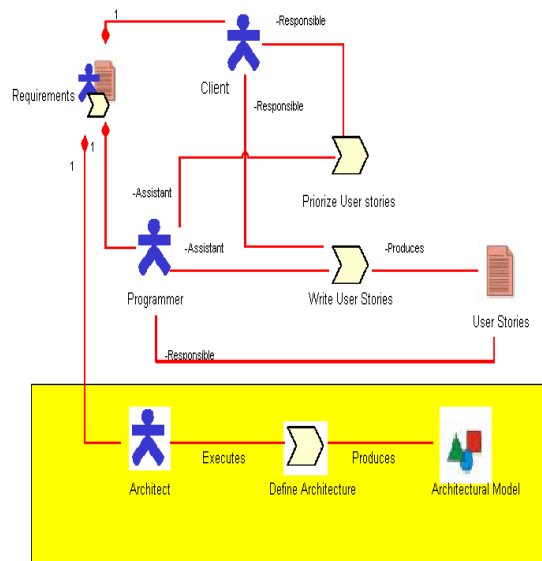 1
-Responsible
Requirements
Client
-Responsible
1
1
-Assistant
Priorize User stories
-Assistant
-Produces
Programmer
Write User Stories
User Stories
-Responsible
Executes
Produces
Architect
Define Architecture
Architectural Model